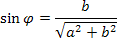 sin φ = b / √(a² + b²)